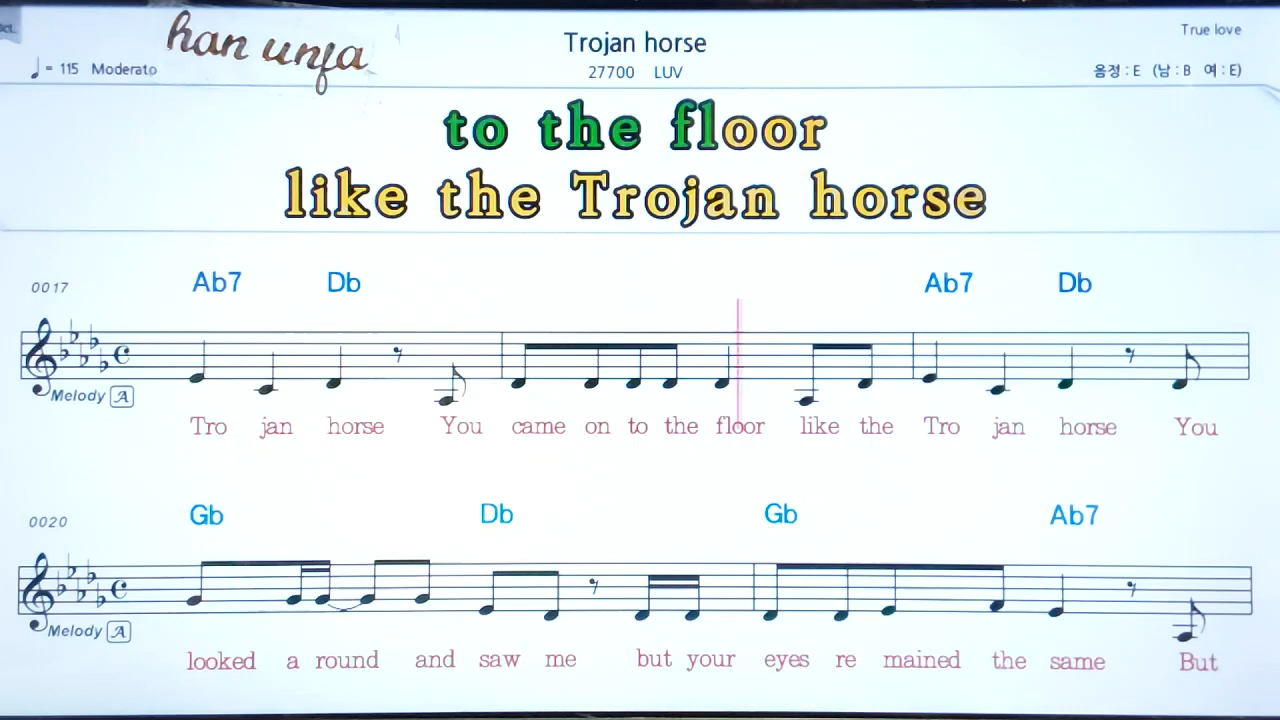 han unfa
Trojan horse
True love
♩= 115 Moderato
27700 LUV
음정 : E (남 : B 여 : E)
to the floor
like the Trojan horse
0017
Ab7 Db Ab7 Db
Melody A
Tro jan horse You came on to the floor like the Tro jan horse You
0020
Gb Db Gb Ab7
Melody A
looked a round and saw me but your eyes re mained the same But